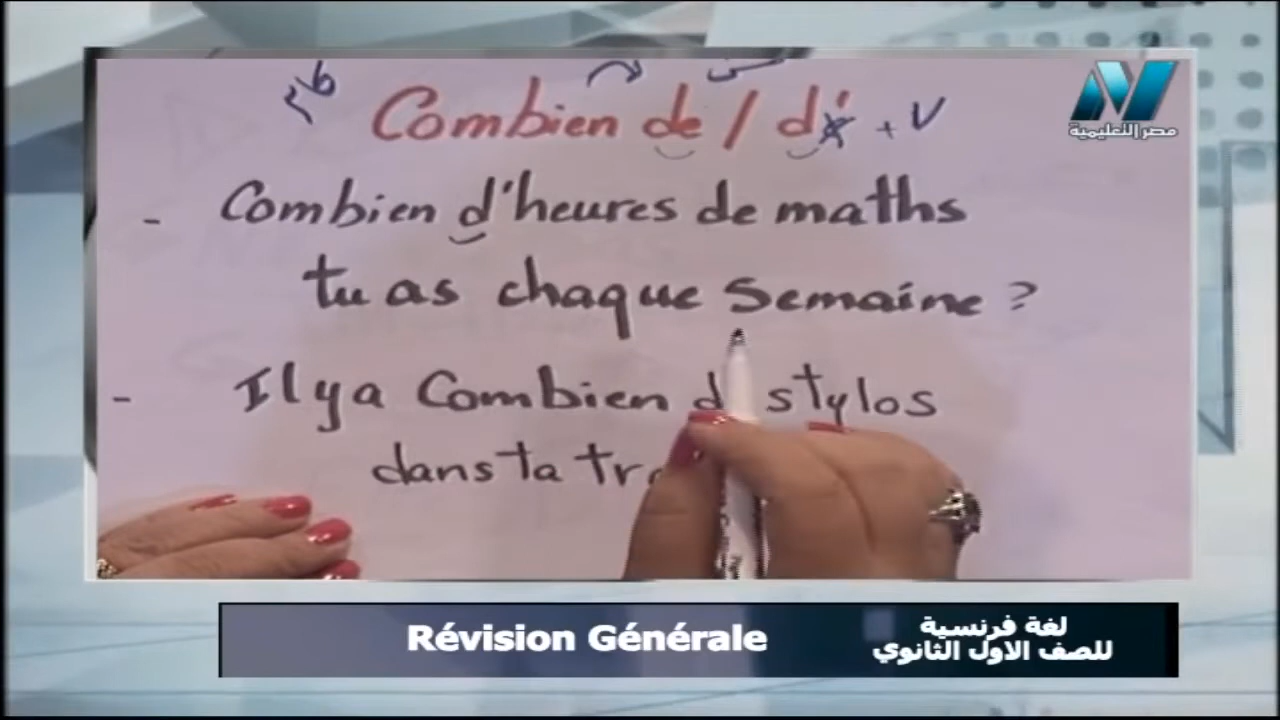 كم
Combien de / d' + V
مصر التعليمية
- Combien d'heures de maths
tu as chaque semaine ?
- Il y a Combien d stylos
dans ta tr
Révision Générale
لغة فرنسية
للصف الاول الثانوي